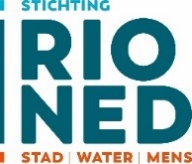 STICHTING
RIO
NED
STAD | WATER | MENS